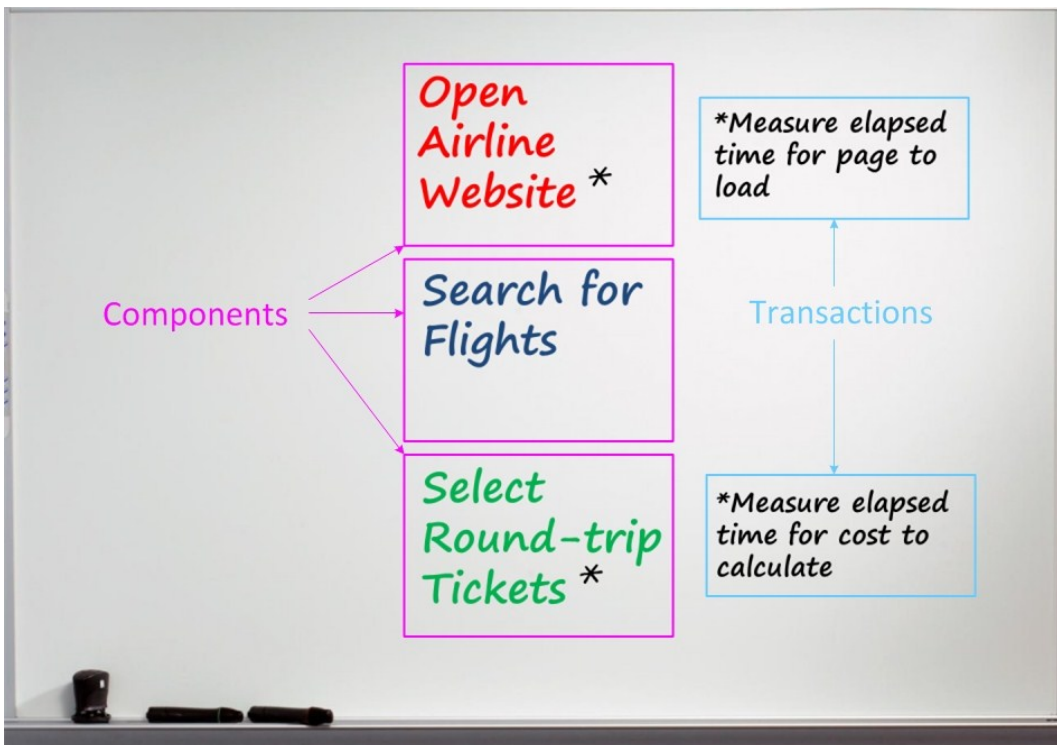 Open
Airline
Website *
*Measure elapsed
time for page to
load
Components
Search for
Flights
Transactions
Select
Round-trip
Tickets *
*Measure elapsed
time for cost to
calculate